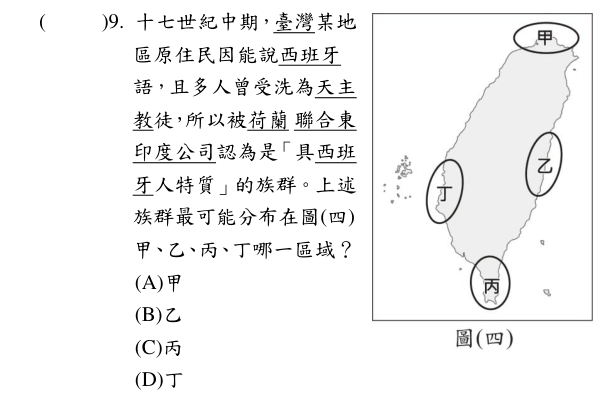 (　　)9. 十七世紀中期，臺灣某地
區原住民因能說西班牙
語，且多人曾受洗為天主
教徒，所以被荷蘭 聯合東
印度公司認為是「具西班
牙人特質」的族群。上述
族群最可能分布在圖(四)
甲、乙、丙、丁哪一區域？
(A)甲
(B)乙
(C)丙
(D)丁
甲
乙
丁
丙
圖(四)